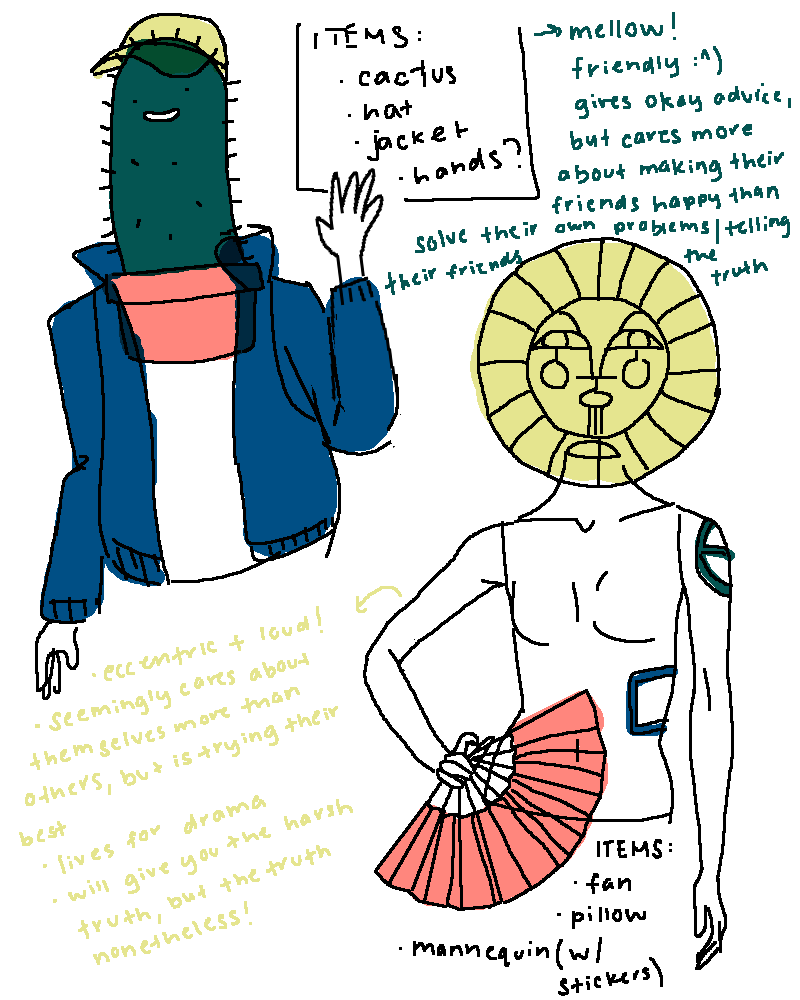 ITEMS:
· cactus
· hat
· jacket
· hands?
→ mellow!
friendly :^)
gives okay advice,
but cares more
about making their
friends happy than
solve their own problems/telling
their friends the
truth
· eccentric + loud!
· seemingly cares about
themselves more than
others, but is trying their
best
· lives for drama
· will give you the harsh
truth, but the truth
nonetheless!
ITEMS:
· fan
· pillow
· mannequin (w/
stickers)